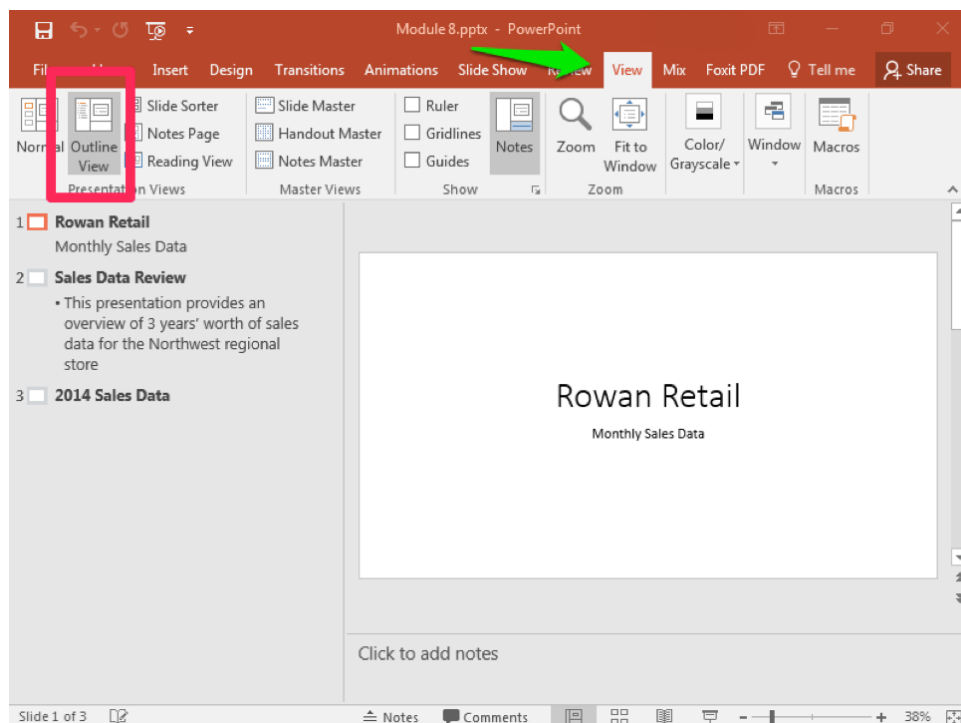 Module 8.pptx - PowerPoint
Insert Design Transitions Animations Slide Show View Mix Foxit PDF Tell me Share
Normal
Outline
View
Slide Sorter
Notes Page
Reading View
Presentation Views
Slide Master
Handout Master
Notes Master
Master Views
Ruler
Gridlines
Guides
Notes
Show
Zoom
Fit to
Window
Zoom
Color/
Grayscale
Window
Macros
Macros
1 Rowan Retail
Monthly Sales Data
2 Sales Data Review
• This presentation provides an
overview of 3 years' worth of sales
data for the Northwest regional
store
3 2014 Sales Data
Rowan Retail
Monthly Sales Data
Click to add notes
Slide 1 of 3 Notes Comments - + 38%